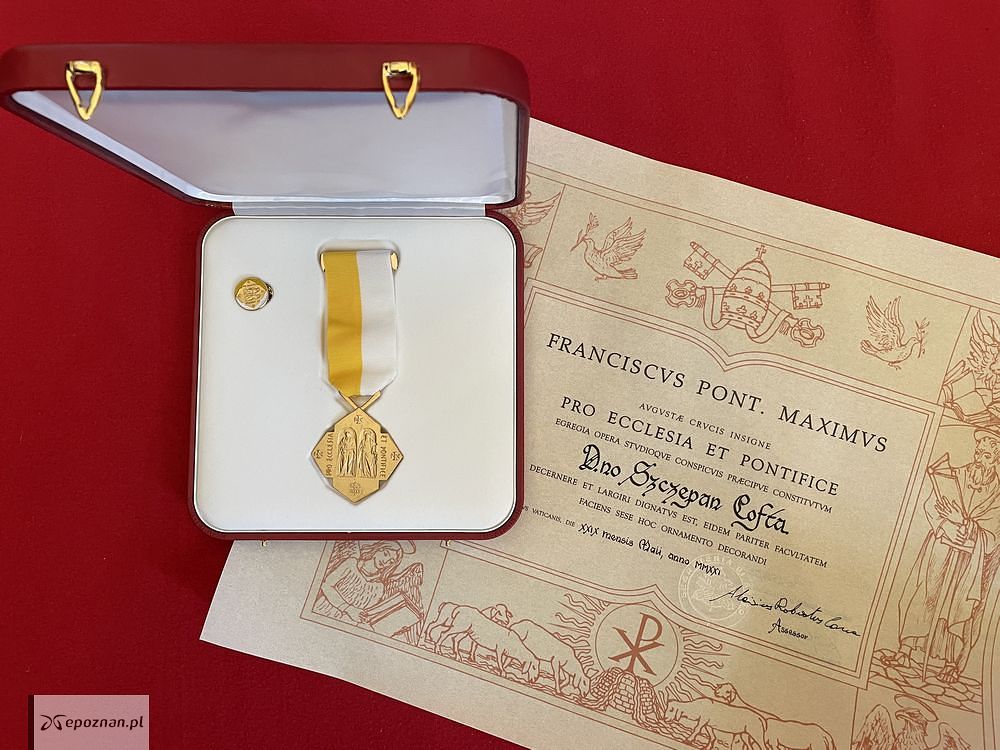 PRO ECCLESIA
ET PONTIFICE
FRANCISCVS PONT. MAXIMVS
AVGVSTÆ CRVCIS INSIGNE
PRO ECCLESIA ET PONTIFICE
EGREGIA OPERA STVDIOQVE CONSPICVIS PRÆCIPVE CONSTITVTVM
Dno Szczepan Cofta
DECERNERE ET LARGIRI DIGNATVS EST, EIDEM PARITER FACVLTATEM
FACIENS SESE HOC ORNAMENTO DECORANDI
VATICANIS, DIE XXIX mensis Maii, anno MMXXI
Assessor
epoznan.pl